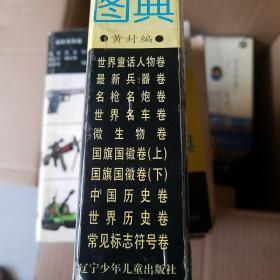 图典
●黄封编●
世界童话人物卷
最新兵器卷
名枪名炮卷
世界名车卷
微生物卷
国旗国徽卷(上)
国旗国徽卷(下)
中国历史卷
世界历史卷
常见标志符号卷
辽宁少年儿童出版社